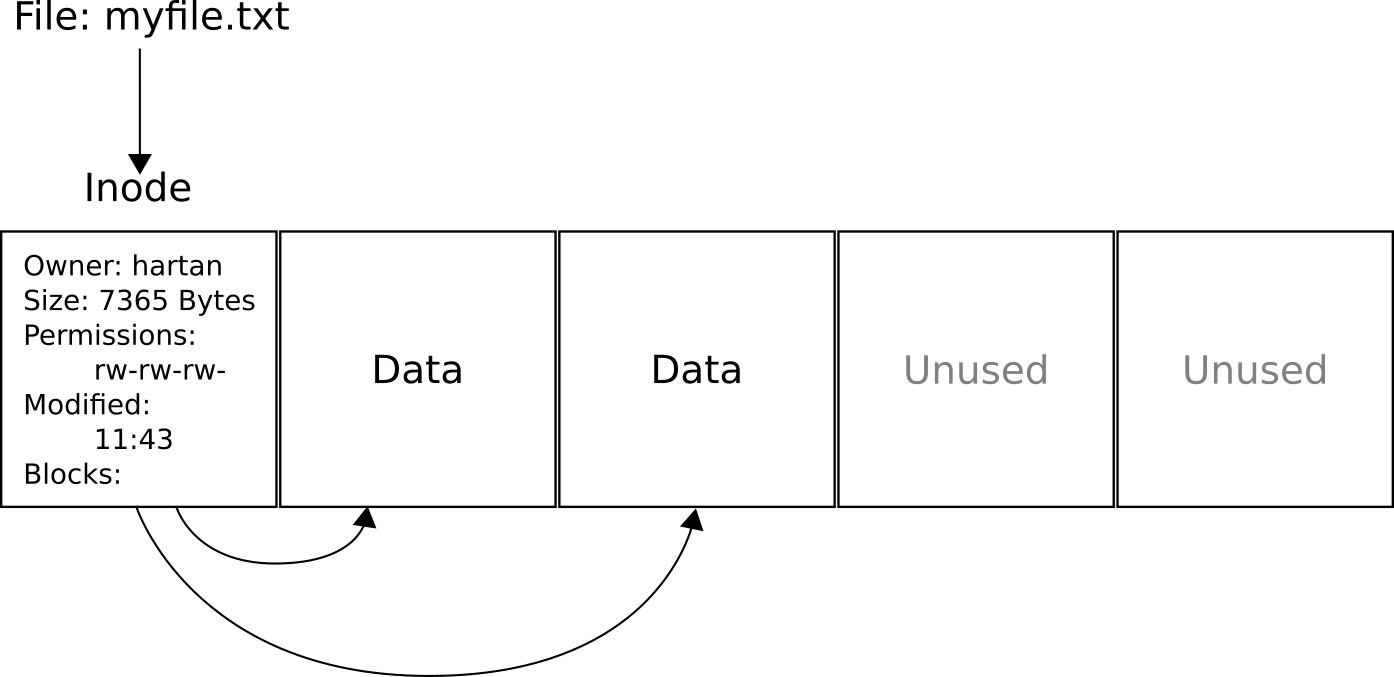 File: myfile.txt
Inode
Owner: hartan
Size: 7365 Bytes
Permissions:
rw-rw-rw-
Modified:
11:43
Blocks:
Data
Data
Unused
Unused